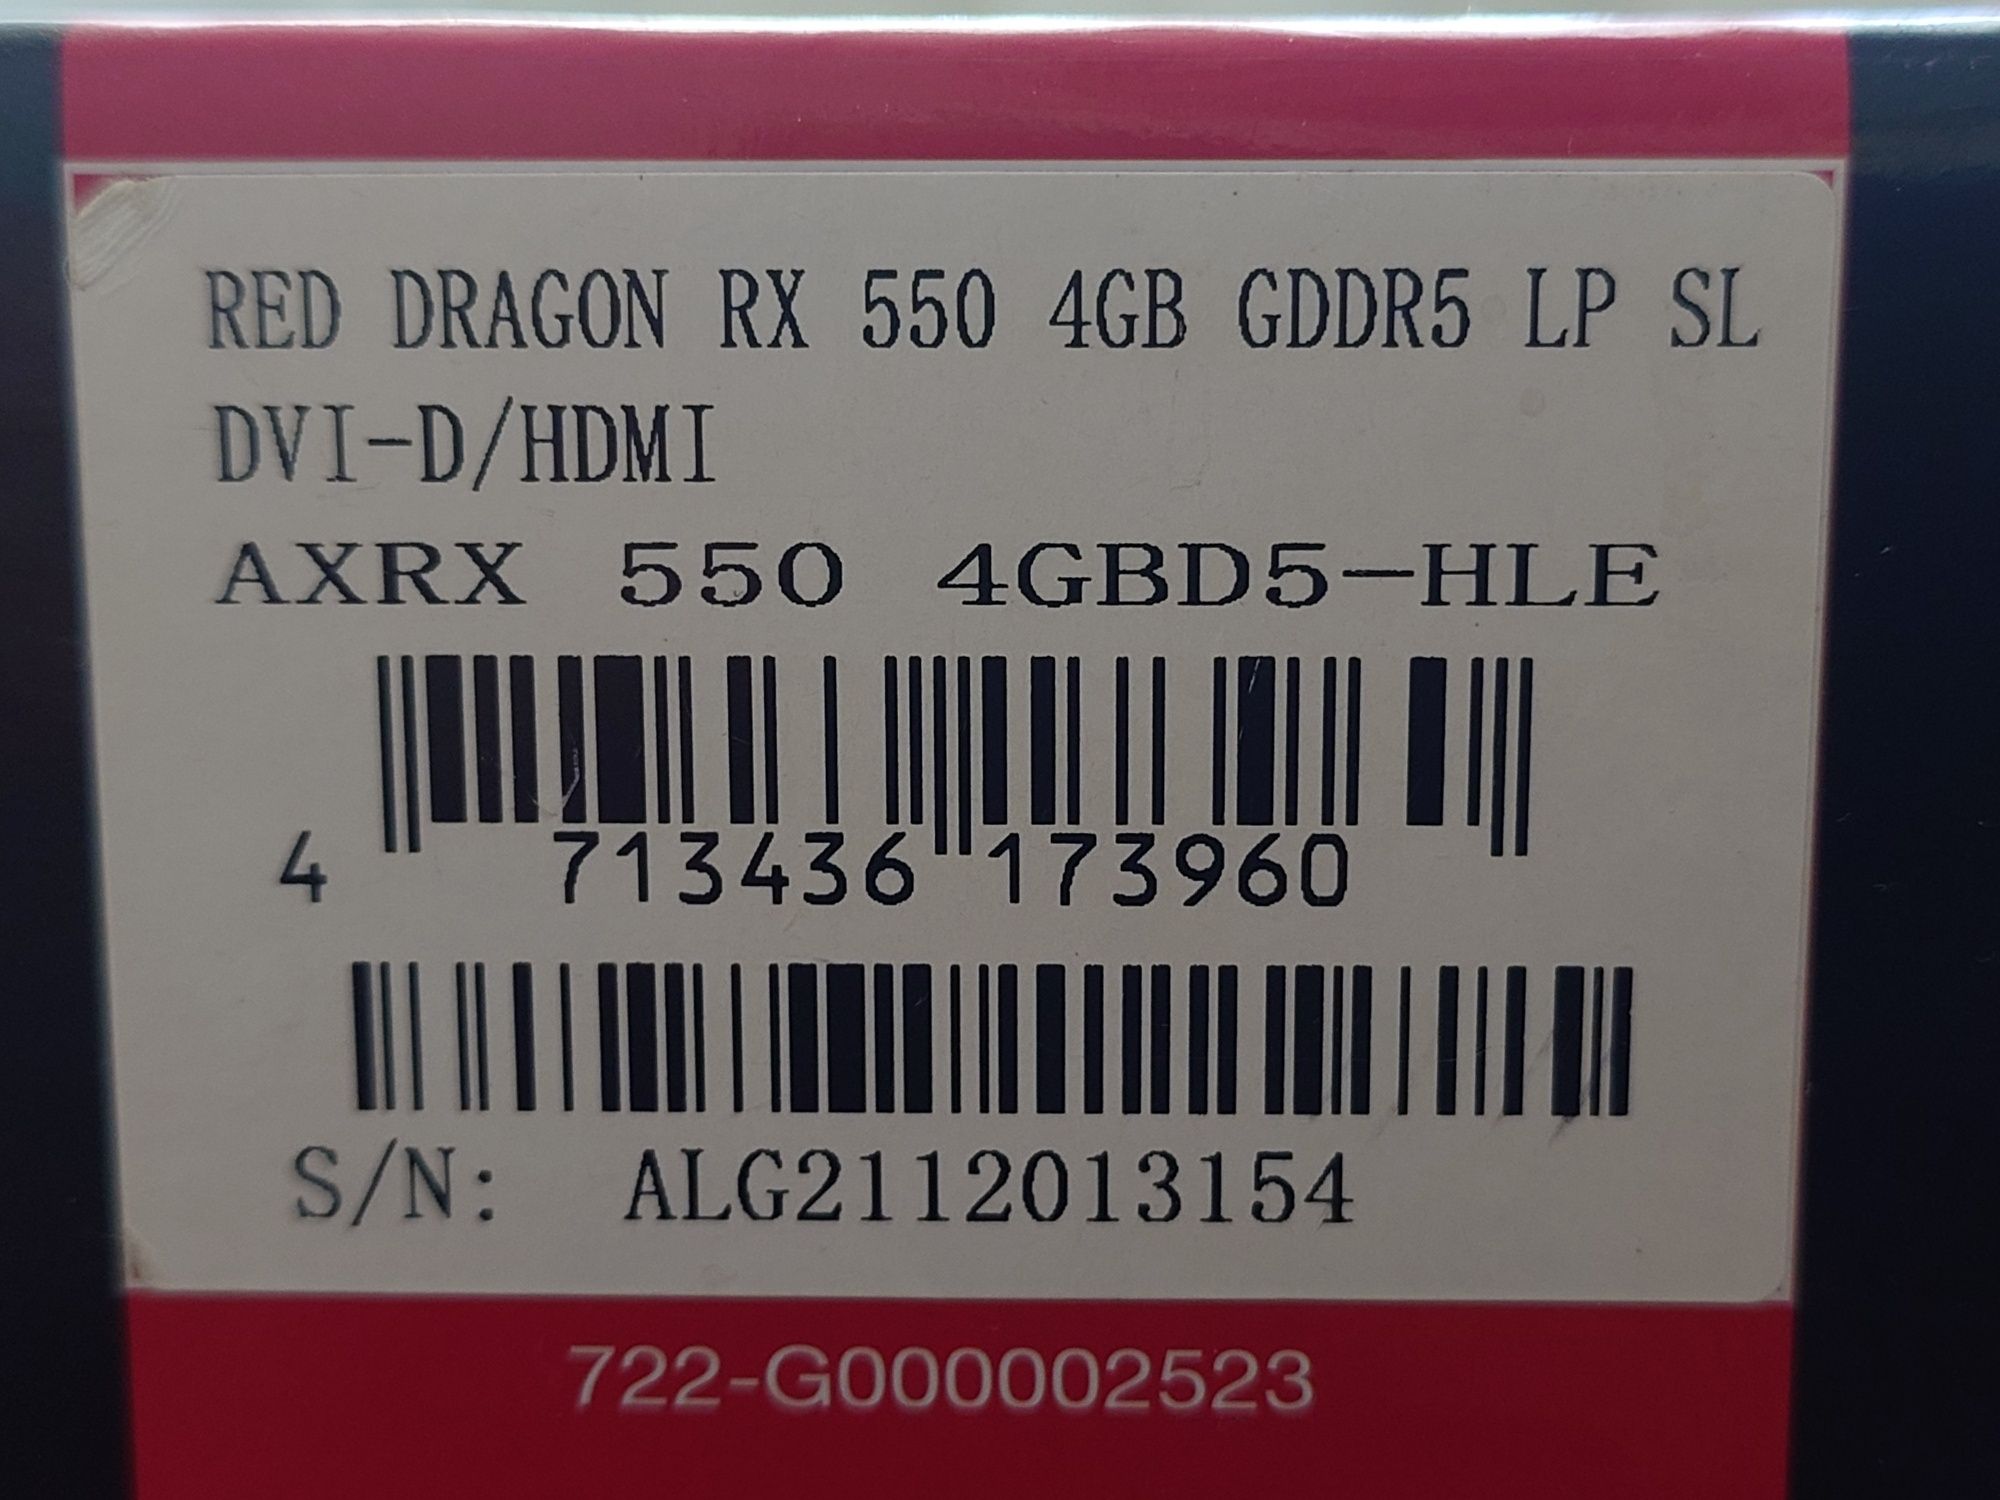 RED DRAGON RX 550 4GB GDDR5 LP SL
DVI-D/HDMI
AXRX 550 4GBD5-HLE
4 713436 173960
S/N: ALG2112013154
722-G000002523